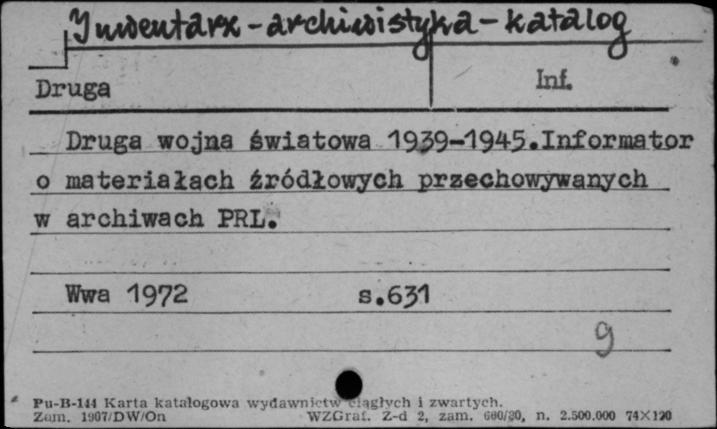 Inwentarz-archiwistyka-katalog
Druga
Inf.
Druga wojna światowa 1939-1945.Informator
o materiałach źródłowych przechowywanych
w archiwach PRL.
Wwa 1972 s.631
g
Pu-B-144 Karta katalogowa wydawnictw ciągłych i zwartych.
Zam. 1907/DW/On WZGraf. Z-d 2, zam. 680/80, n. 2.500.000 74X120